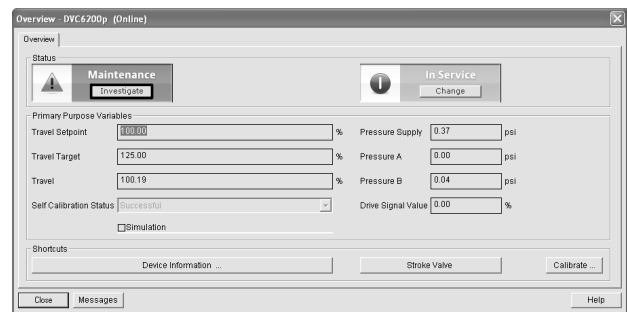 Overview - DVC6200p (Online)
Overview
Status
Maintenance
Investigate
In Service
Change
Primary Purpose Variables
Travel Setpoint 100.00 % Pressure Supply 0.37 psi
Travel Target 125.00 % Pressure A 0.00 psi
Travel 100.19 % Pressure B 0.04 psi
Self Calibration Status Successful Drive Signal Value 0.00 %
Simulation
Shortcuts
Device Information ... Stroke Valve Calibrate ...
Close Messages Help